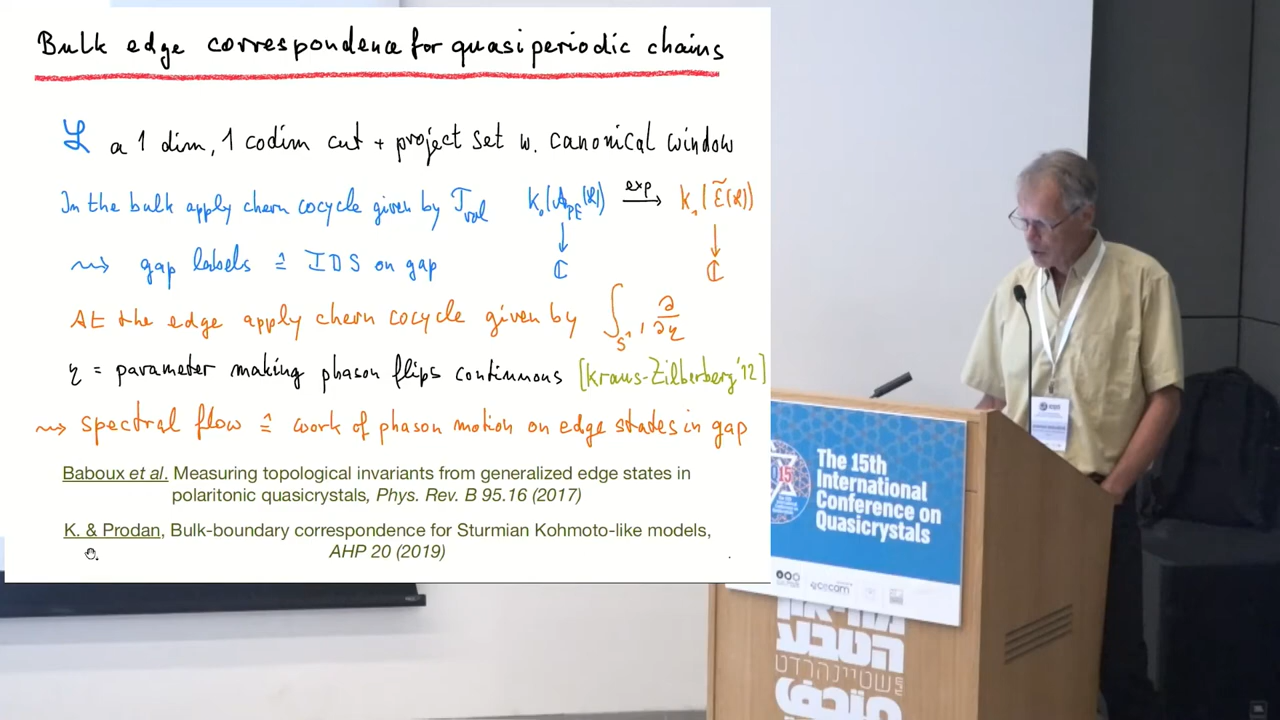 Bulk edge correspondence for quasiperiodic chains
ℒ a 1 dim, 1 codim cut + project set w. canonical window
In the bulk apply chern cocycle given by 𝒯vol K₀(A_PE(ℒ)) exp→ K₁(Ẽ(ℒ))
⇝ gap labels ≙ IDS on gap ↓ℂ ↓ℂ
At the edge apply chern cocycle given by ∫_S¹, ∂/∂η
η = parameter making phason flips continuous [Kraus-Zilberberg '12]
⇝ spectral flow ≙ work of phason motion on edge states in gap
Baboux et al. Measuring topological invariants from generalized edge states in
polaritonic quasicrystals, Phys. Rev. B 95.16 (2017)
K. & Prodan, Bulk-boundary correspondence for Sturmian Kohmoto-like models,
AHP 20 (2019)
The 15th
International
Conference on
Quasicrystals
cecam
הטבע
שטיינהרדט